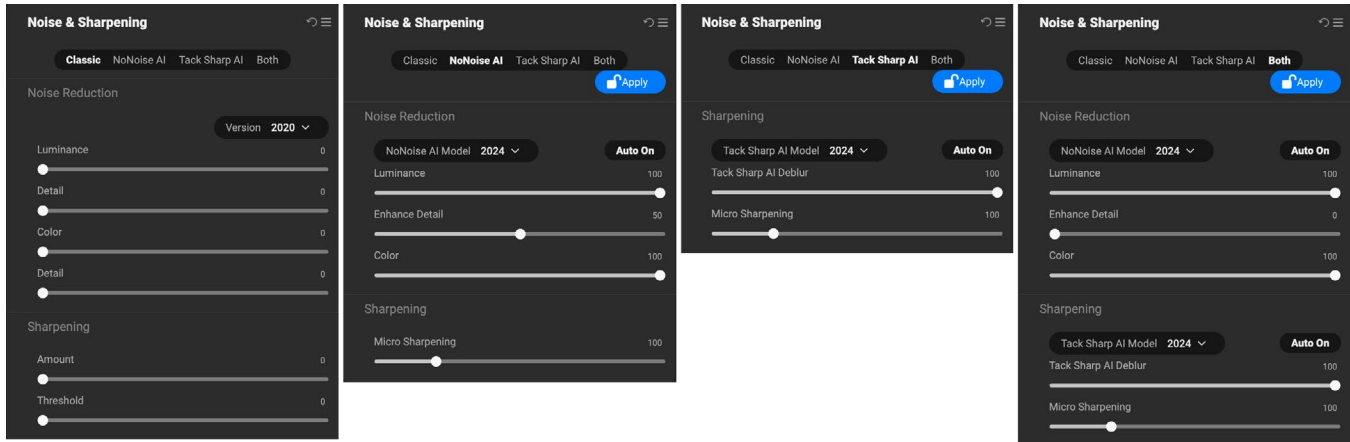 Noise & Sharpening
Classic NoNoise AI Tack Sharp AI Both
Noise Reduction
Version 2020
Luminance 0
Detail 0
Color 0
Detail 0
Sharpening
Amount 0
Threshold 0
Noise & Sharpening
Classic NoNoise AI Tack Sharp AI Both
Apply
Noise Reduction
NoNoise AI Model 2024
Auto On
Luminance 100
Enhance Detail 50
Color 100
Sharpening
Micro Sharpening 100
Noise & Sharpening
Classic NoNoise AI Tack Sharp AI Both
Apply
Sharpening
Tack Sharp AI Model 2024
Auto On
Tack Sharp AI Deblur 100
Micro Sharpening 100
Noise & Sharpening
Classic NoNoise AI Tack Sharp AI Both
Apply
Noise Reduction
NoNoise AI Model 2024
Auto On
Luminance 100
Enhance Detail 0
Color 100
Sharpening
Tack Sharp AI Model 2024
Auto On
Tack Sharp AI Deblur 100
Micro Sharpening 100